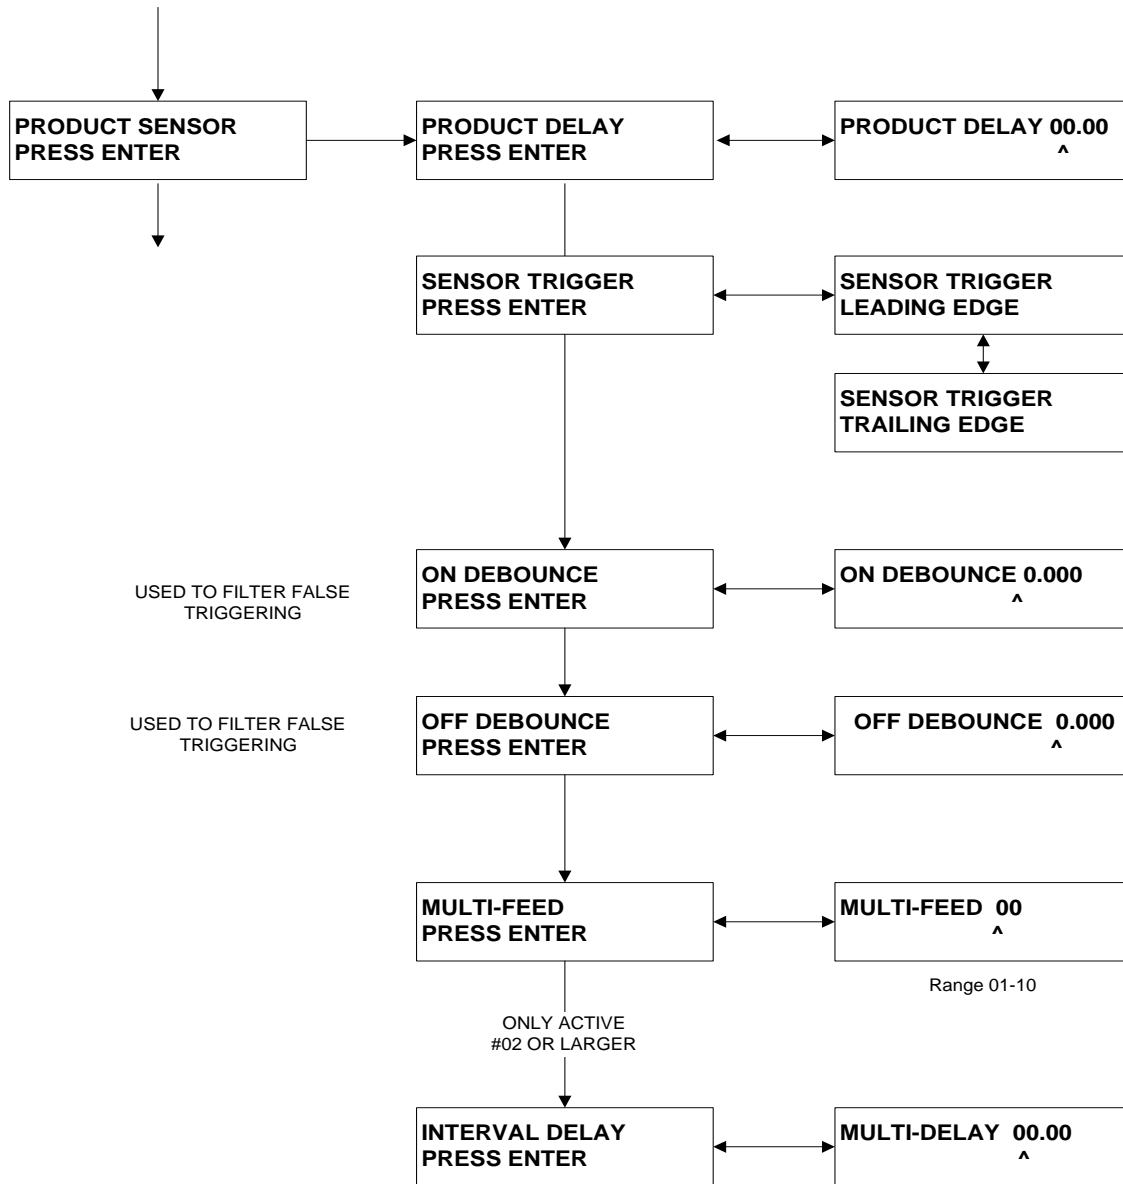 PRODUCT SENSOR
PRESS ENTER
PRODUCT DELAY
PRESS ENTER
PRODUCT DELAY 00.00
^
SENSOR TRIGGER
PRESS ENTER
SENSOR TRIGGER
LEADING EDGE
SENSOR TRIGGER
TRAILING EDGE
USED TO FILTER FALSE
TRIGGERING
ON DEBOUNCE
PRESS ENTER
ON DEBOUNCE 0.000
^
USED TO FILTER FALSE
TRIGGERING
OFF DEBOUNCE
PRESS ENTER
OFF DEBOUNCE 0.000
^
MULTI-FEED
PRESS ENTER
MULTI-FEED 00
^
Range 01-10
ONLY ACTIVE
#02 OR LARGER
INTERVAL DELAY
PRESS ENTER
MULTI-DELAY 00.00
^